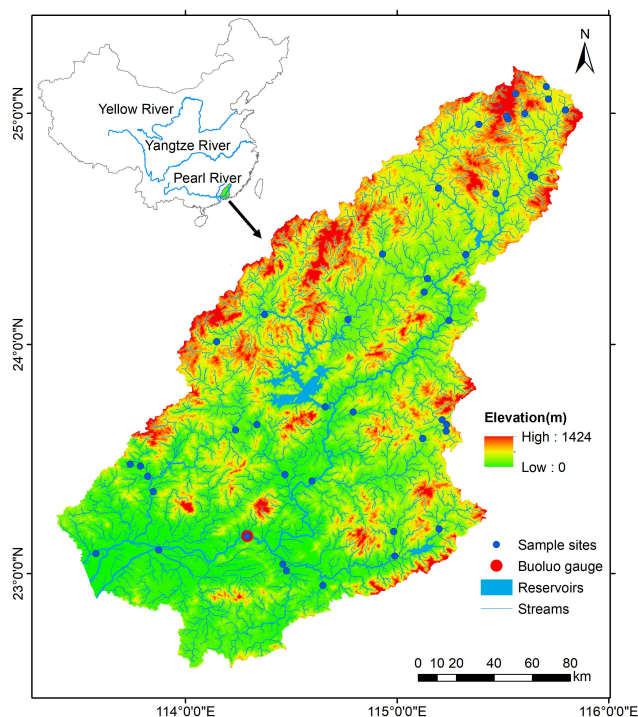 N
Yellow River
Yangtze River
Pearl River
25°0'0"N
24°0'0"N
23°0'0"N
Elevation(m)
High : 1424
Low : 0
Sample sites
Buoluo gauge
Reservoirs
Streams
0 10 20 40 60 80
km
114°0'0"E
115°0'0"E
116°0'0"E